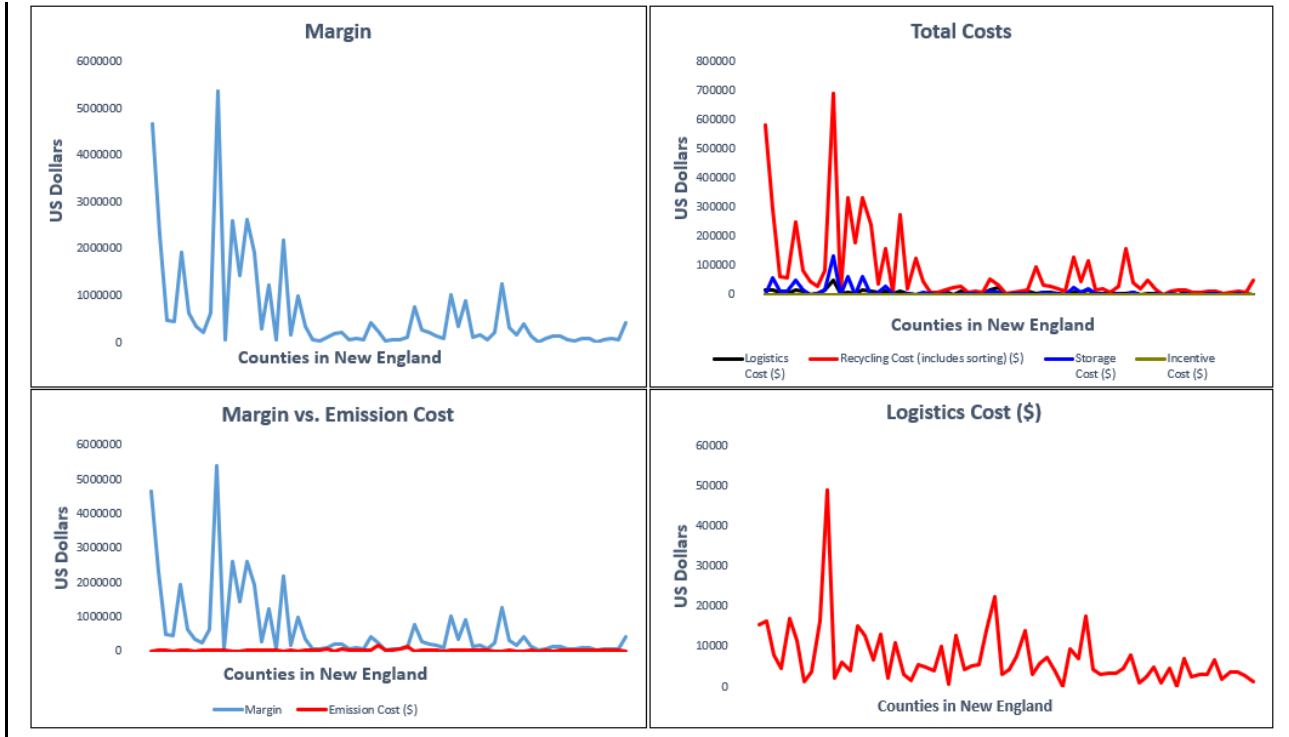 Margin
US Dollars
6000000
5000000
4000000
3000000
2000000
1000000
0
Counties in New England
Total Costs
US Dollars
800000
700000
600000
500000
400000
300000
200000
100000
0
Counties in New England
Logistics
Cost ($)
Recycling Cost (includes sorting) ($)
Storage
Cost ($)
Incentive
Cost ($)
Margin vs. Emission Cost
US Dollars
6000000
5000000
4000000
3000000
2000000
1000000
0
Counties in New England
Margin
Emission Cost ($)
Logistics Cost ($)
US Dollars
60000
50000
40000
30000
20000
10000
0
Counties in New England